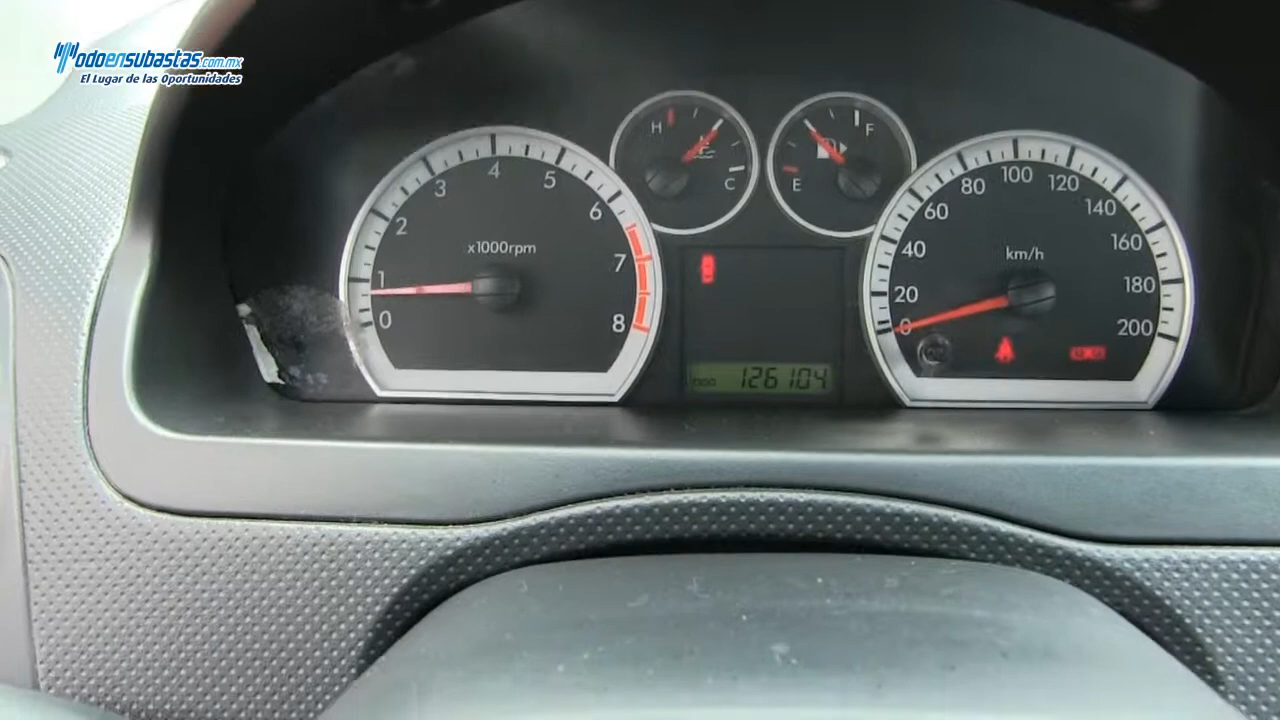 Todoensubastas.com.mx
El Lugar de las Oportunidades
H
C
E
F
0
1
2
3
4
5
6
7
8
x1000rpm
0
20
40
60
80
100
120
140
160
180
200
km/h
126104